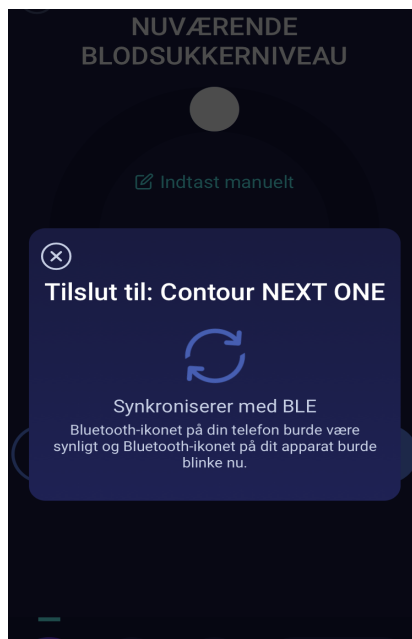 NUVÆRENDE
BLODSUKKERNIVEAU
Indtast manuelt
Tilslut til: Contour NEXT ONE
Synkroniserer med BLE
Bluetooth-ikonet på din telefon burde være
synligt og Bluetooth-ikonet på dit apparat burde
blinke nu.